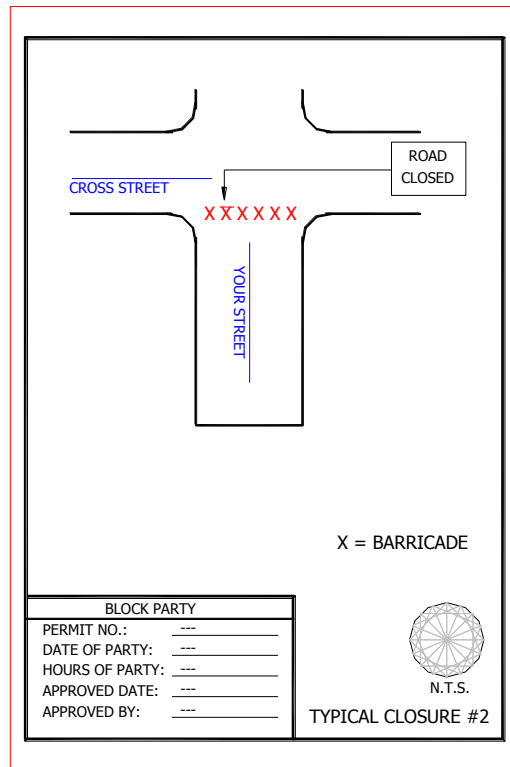 ROAD
CLOSED
CROSS STREET
X X X X X X
YOUR STREET
X = BARRICADE
BLOCK PARTY
PERMIT NO.: ---
DATE OF PARTY: ---
HOURS OF PARTY: ---
APPROVED DATE: ---
APPROVED BY: ---
N.T.S.
TYPICAL CLOSURE #2